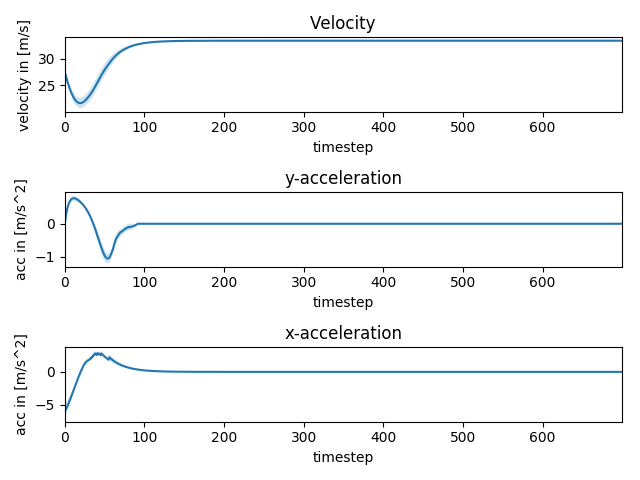 Velocity
velocity in [m/s]
30
25
0 100 200 300 400 500 600
timestep
y-acceleration
acc in [m/s^2]
0
−1
0 100 200 300 400 500 600
timestep
x-acceleration
acc in [m/s^2]
0
−5
0 100 200 300 400 500 600
timestep